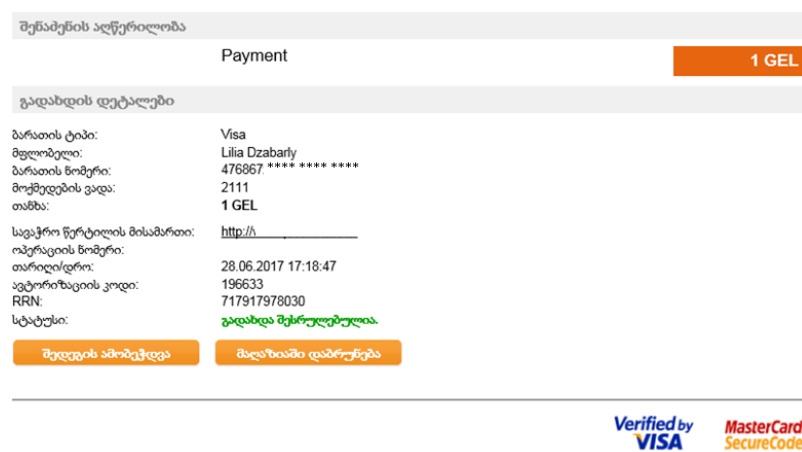 შენაძენის აღწერილობა
Payment 1 GEL
გადახდის დეტალები
ბარათის ტიპი: Visa
მფლობელი: Lilia Dzabarly
ბარათის ნომერი: 476867 **** **** ****
მოქმედების ვადა: 2111
თანხა: 1 GEL
სავაჭრო წერტილის მისამართი: http://
ოპერაციის ნომერი:
თარიღი/დრო: 28.06.2017 17:18:47
ავტორიზაციის კოდი: 196633
RRN: 717917978030
სტატუსი: გადახდა შესრულებულია.
შედეგის ამობეჭდვა მაღაზიაში დაბრუნება
Verified by VISA MasterCard SecureCode